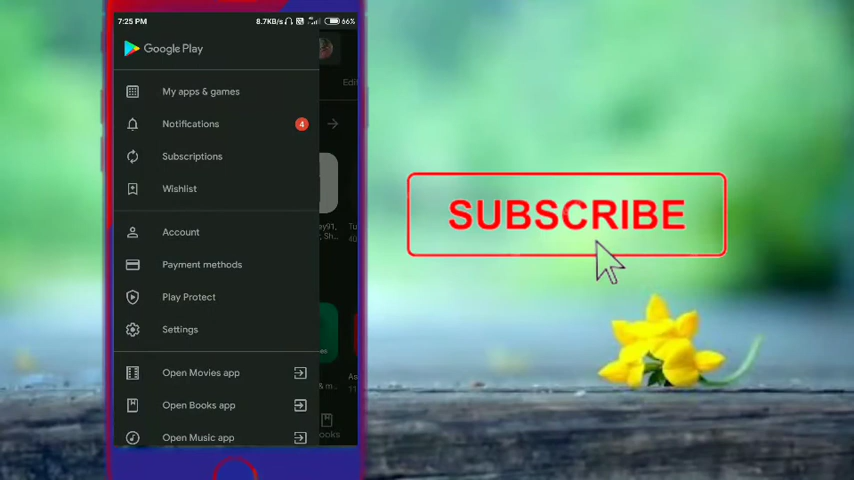 7:25 PM 8.7KB/s 66%
Google Play
Edit
My apps & games
Notifications 4
Subscriptions
Wishlist
Account
Payment methods
Play Protect
Settings
Open Movies app
Open Books app
Open Music app
SUBSCRIBE